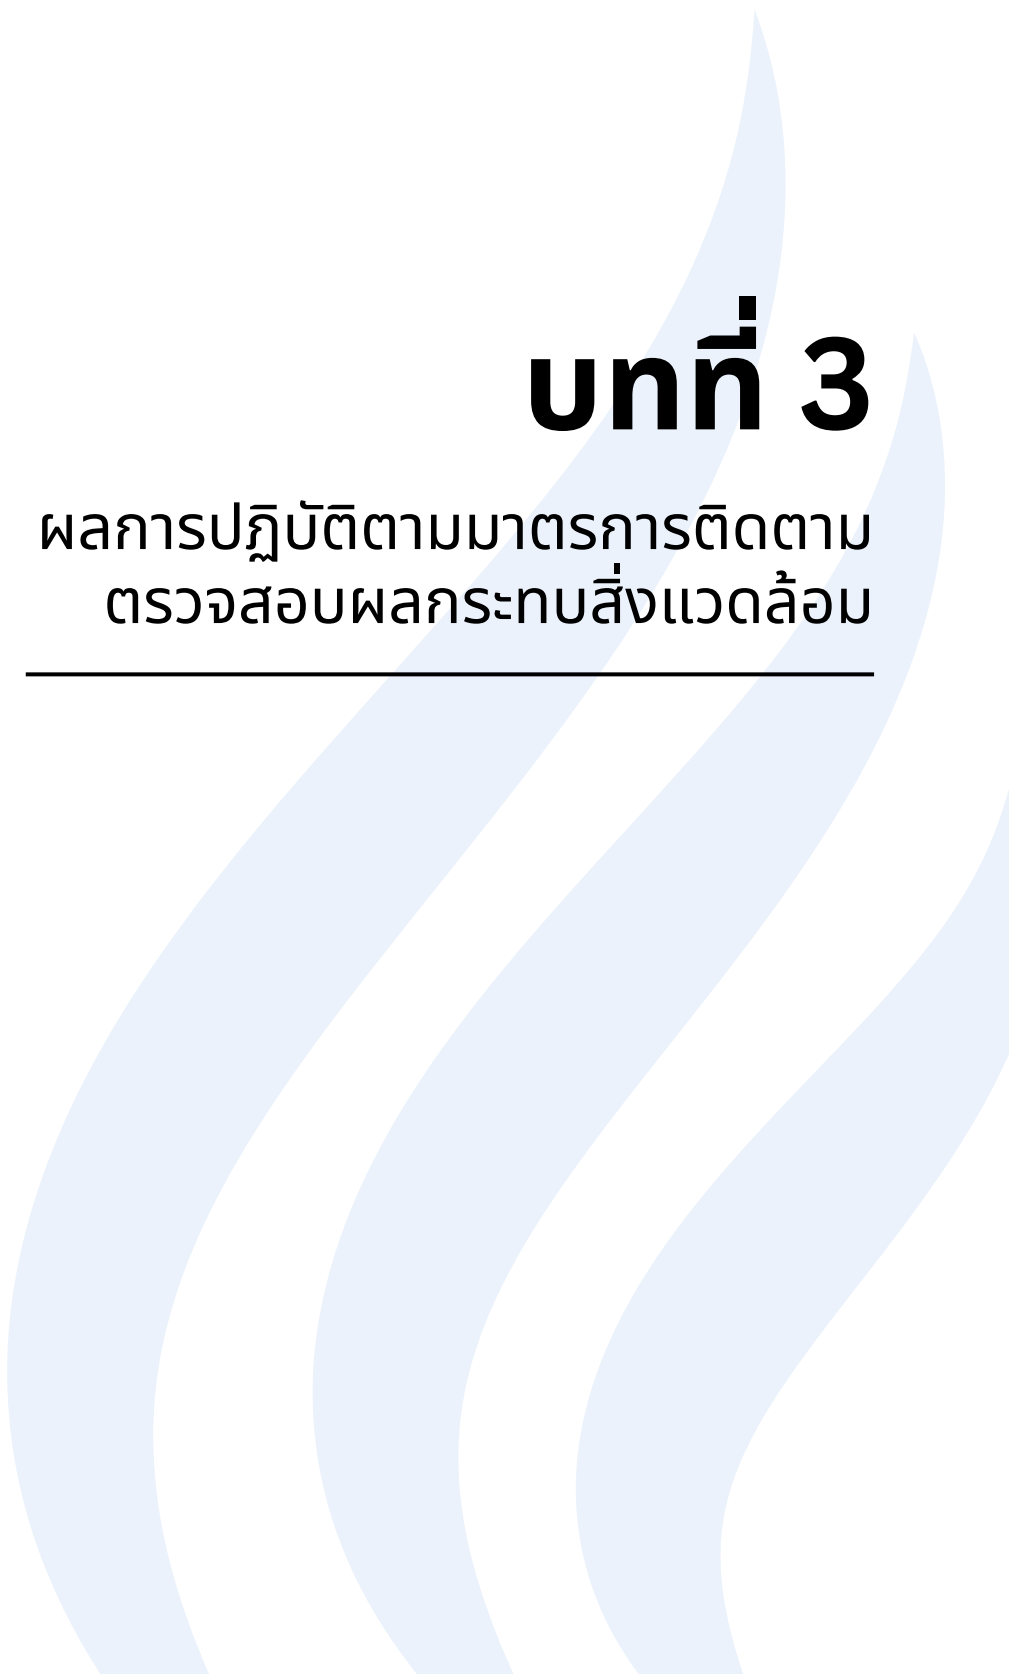 บทที่ 3
ผลการปฏิบัติตามมาตรการติดตาม
ตรวจสอบผลกระทบสิ่งแวดล้อม